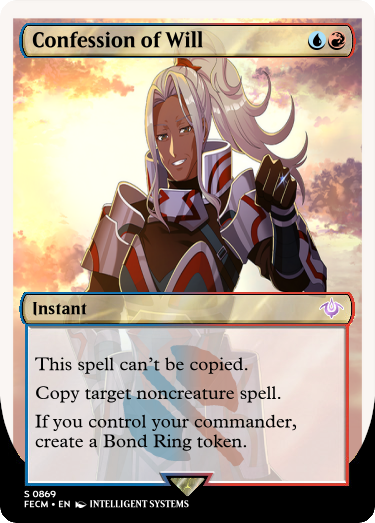 Confession of Will
Instant
This spell can't be copied.
Copy target noncreature spell.
If you control your commander,
create a Bond Ring token.
S 0869
FECM • EN INTELLIGENT SYSTEMS